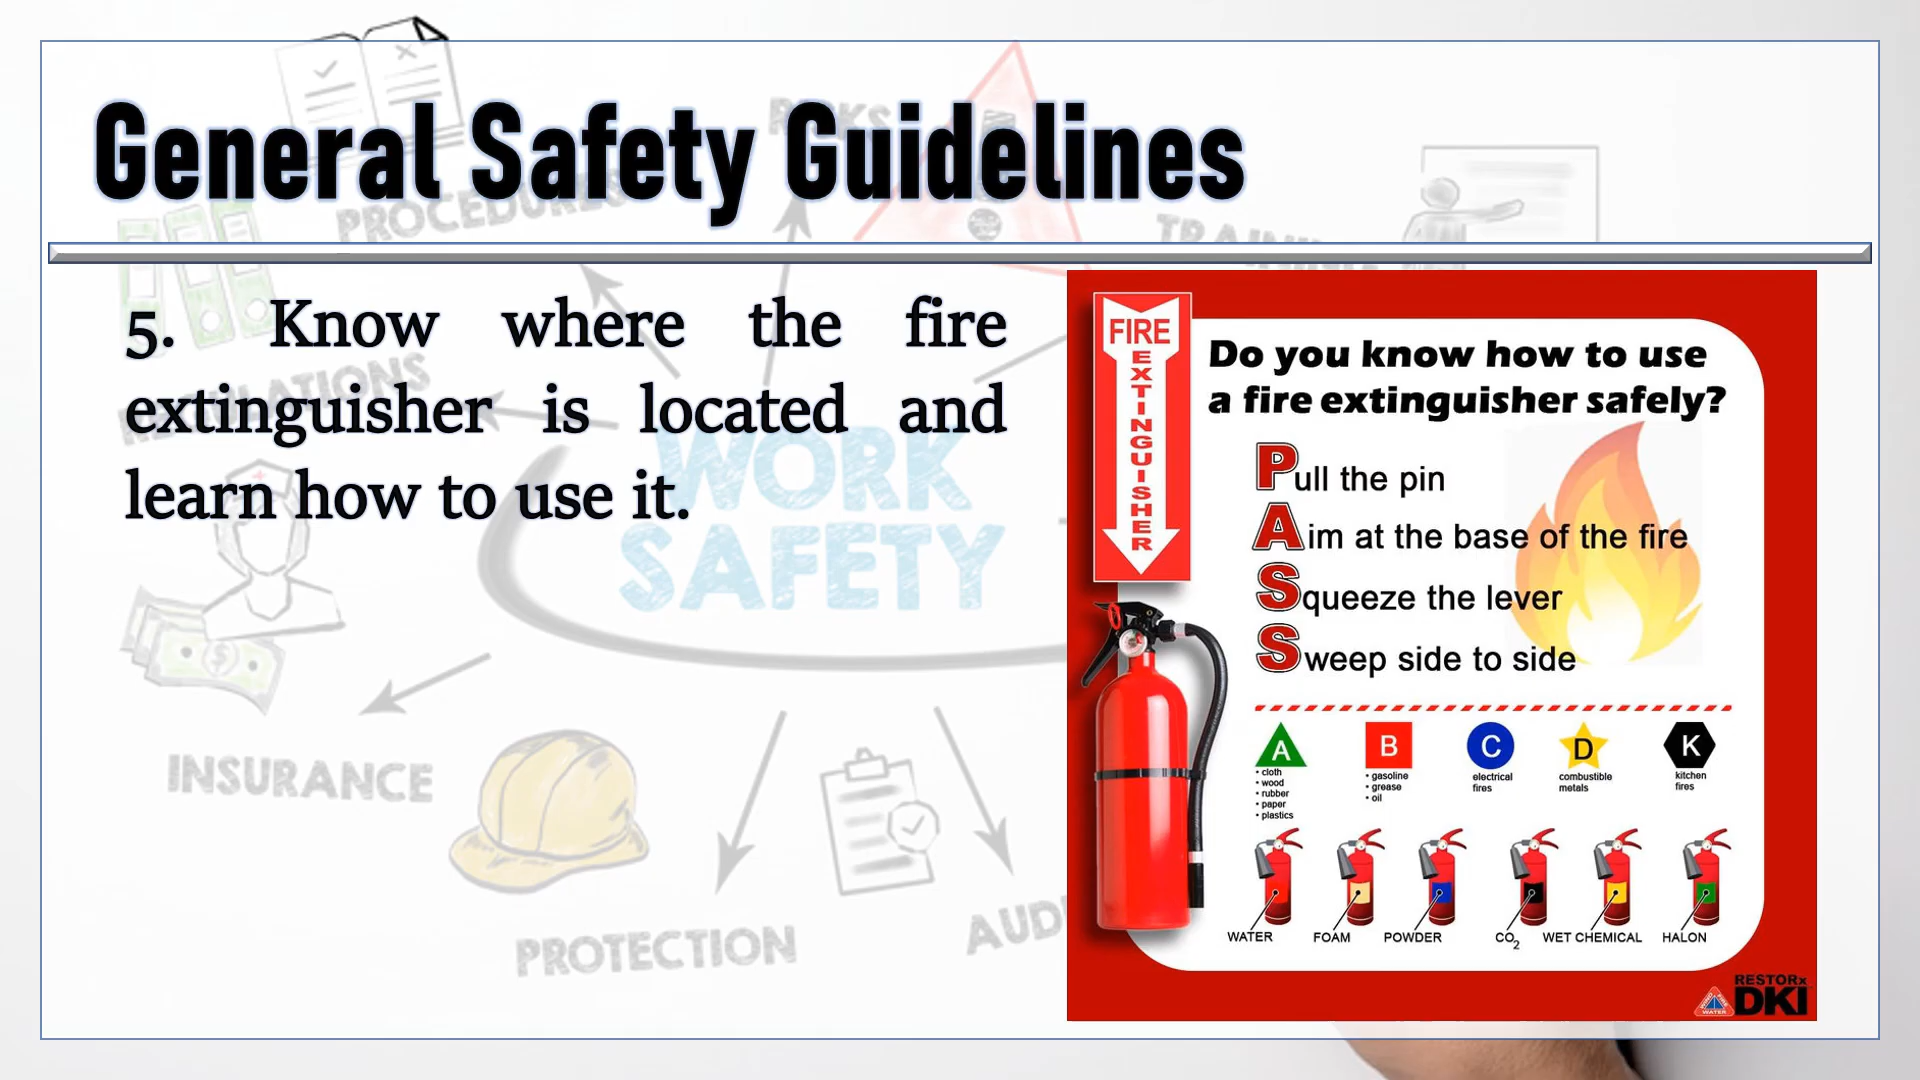 General Safety Guidelines
5. Know where the fire
extinguisher is located and
learn how to use it.
PROCEDURES
RISKS
REGULATIONS
WORK
SAFETY
INSURANCE
PROTECTION
FIRE
EXTINGUISHER
Do you know how to use
a fire extinguisher safely?
Pull the pin
Aim at the base of the fire
Squeeze the lever
Sweep side to side
A
• cloth
• wood
• rubber
• paper
• plastics
B
• gasoline
• grease
• oil
C
electrical
fires
D
combustible
metals
K
kitchen
fires
WATER
FOAM
POWDER
CO2
WET CHEMICAL
HALON
RESTORx
DKI